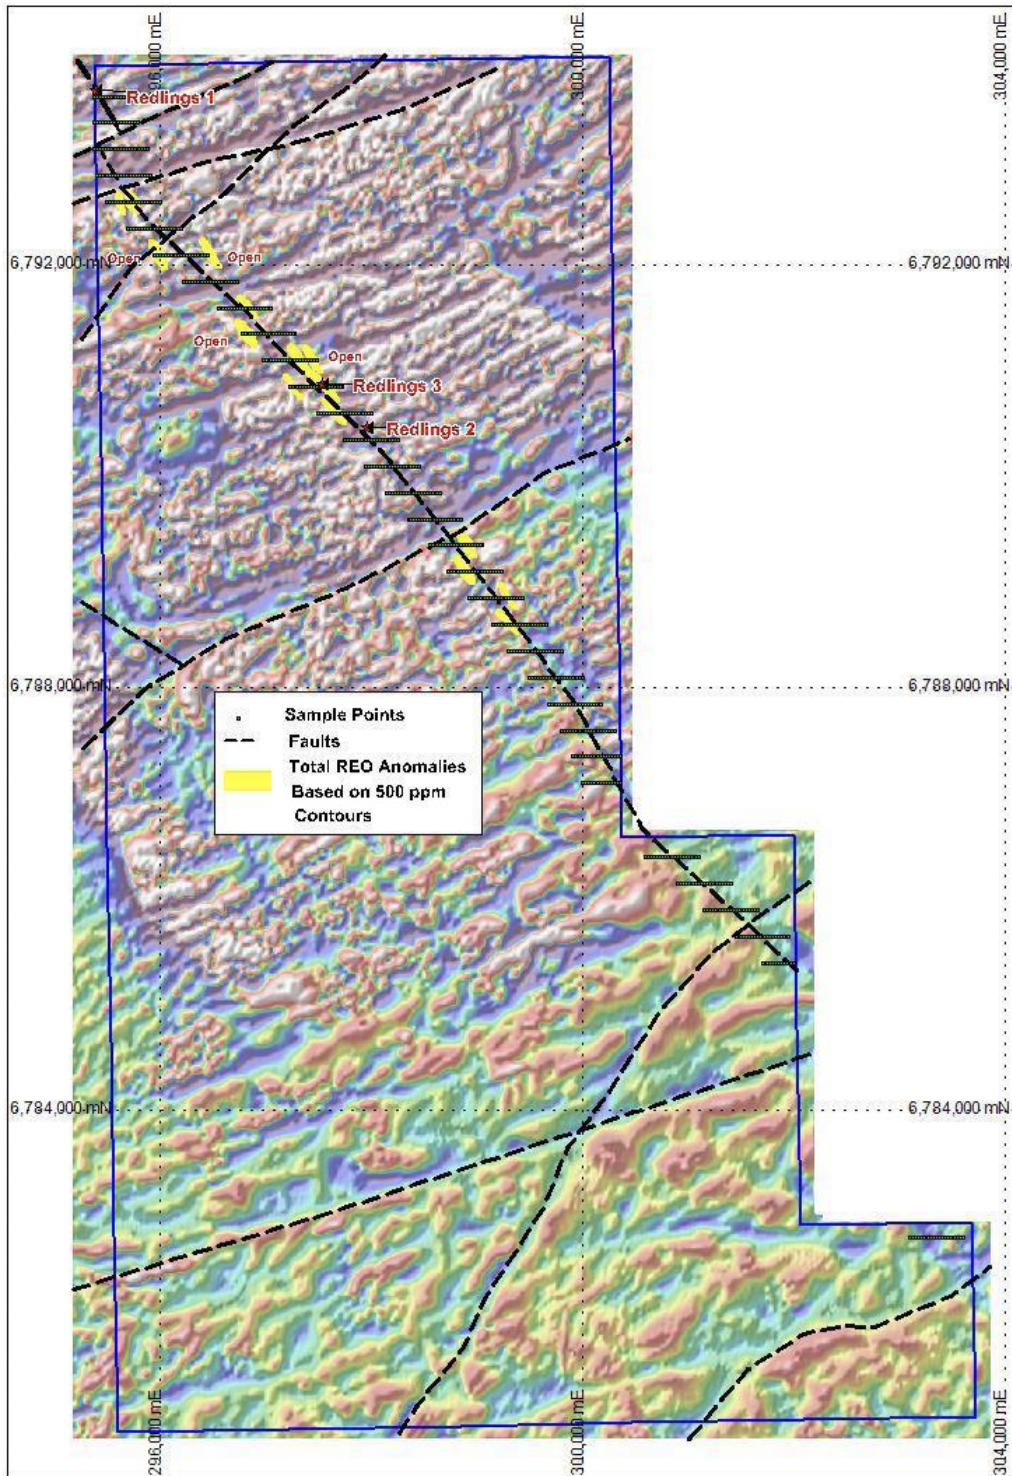 296,000 mE
300,000 mE
304,000 mE
Redlings 1
Open
Open
6,792,000 mN
6,792,000 mN
Open
Open
Redlings 3
Redlings 2
6,788,000 mN
6,788,000 mN
Sample Points
Faults
Total REO Anomalies
Based on 500 ppm
Contours
6,784,000 mN
6,784,000 mN
296,000 mE
300,000 mE
304,000 mE